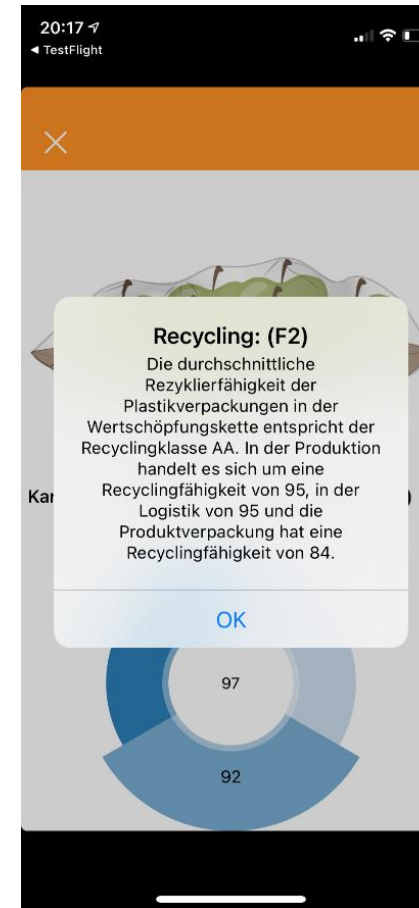 20:17
◀ TestFlight
Recycling: (F2)
Die durchschnittliche
Rezyklierfähigkeit der
Plastikverpackungen in der
Wertschöpfungskette entspricht der
Recyclingklasse AA. In der Produktion
handelt es sich um eine
Recyclingfähigkeit von 95, in der
Logistik von 95 und die
Produktverpackung hat eine
Recyclingfähigkeit von 84.
Kar )
OK
97
92